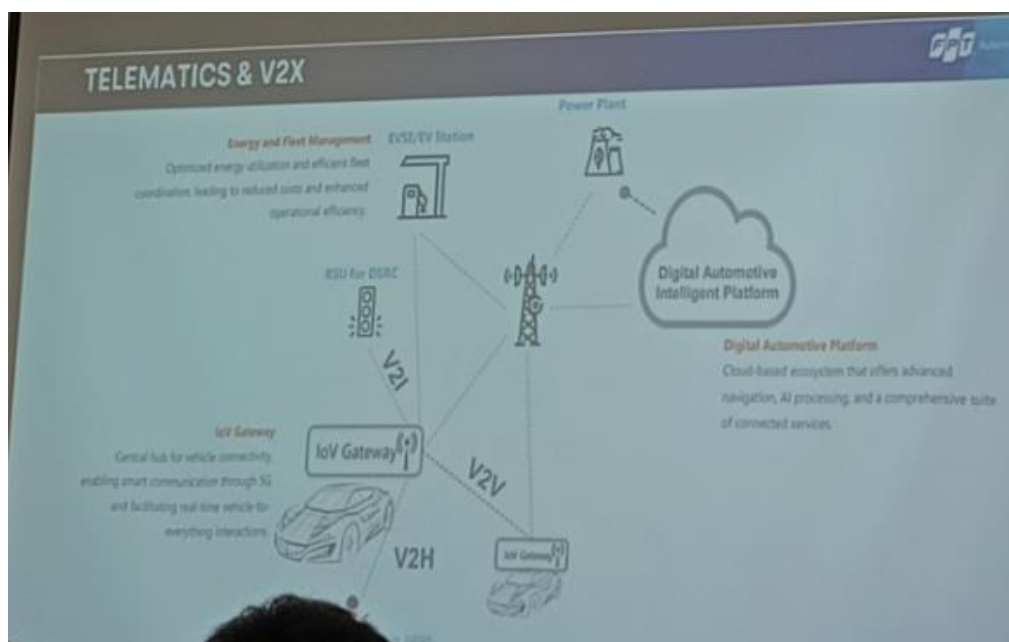 TELEMATICS & V2X
FPT
Power Plant
Energy and Fleet Management
EVSE/EV Station
Optimized energy utilization and efficient fleet
coordination, leading to reduced costs and enhanced
operational efficiency.
RSU for DSRC
Digital Automotive
Intelligent Platform
V2I
Digital Automotive Platform
Cloud-based ecosystem that offers advanced
navigation, AI processing, and a comprehensive suite
of connected services.
IoV Gateway
Central hub for vehicle connectivity,
enabling smart communication through 5G
and facilitating real-time vehicle-to-
everything interactions.
IoV Gateway
V2V
V2H
IoV Gateway